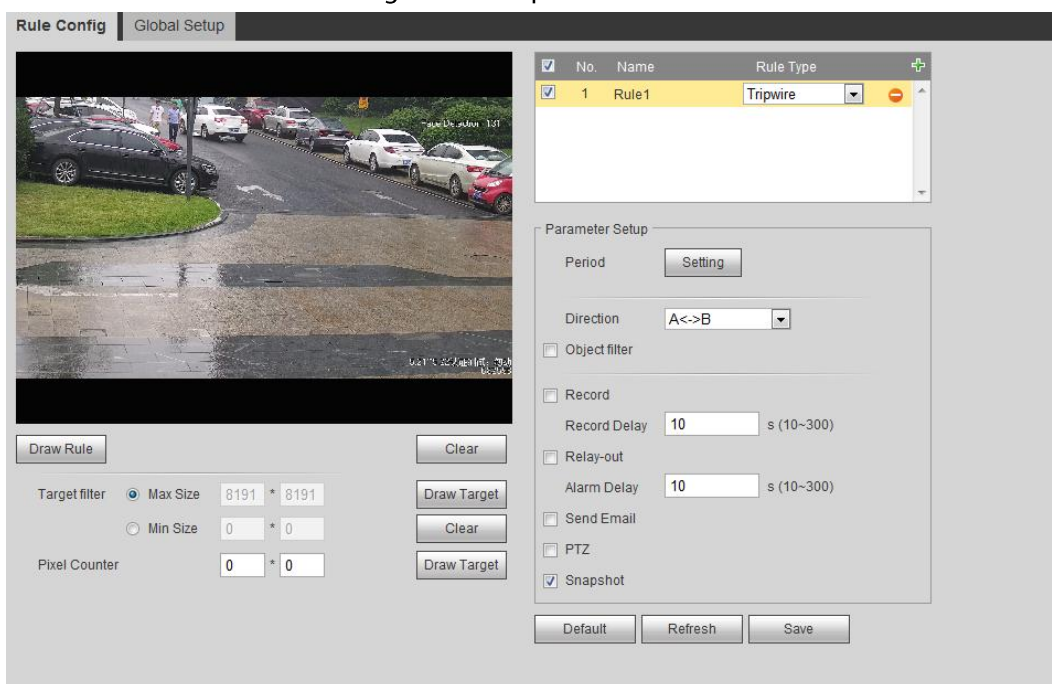 Rule Config Global Setup
No. Name Rule Type
1 Rule1 Tripwire
Parameter Setup
Period Setting
Direction A<->B
Object filter
Record
Record Delay 10 s (10~300)
Relay-out
Alarm Delay 10 s (10~300)
Send Email
PTZ
Snapshot
Default Refresh Save
Draw Rule Clear
Target filter Max Size 8191 * 8191 Draw Target
Min Size 0 * 0 Clear
Pixel Counter 0 * 0 Draw Target